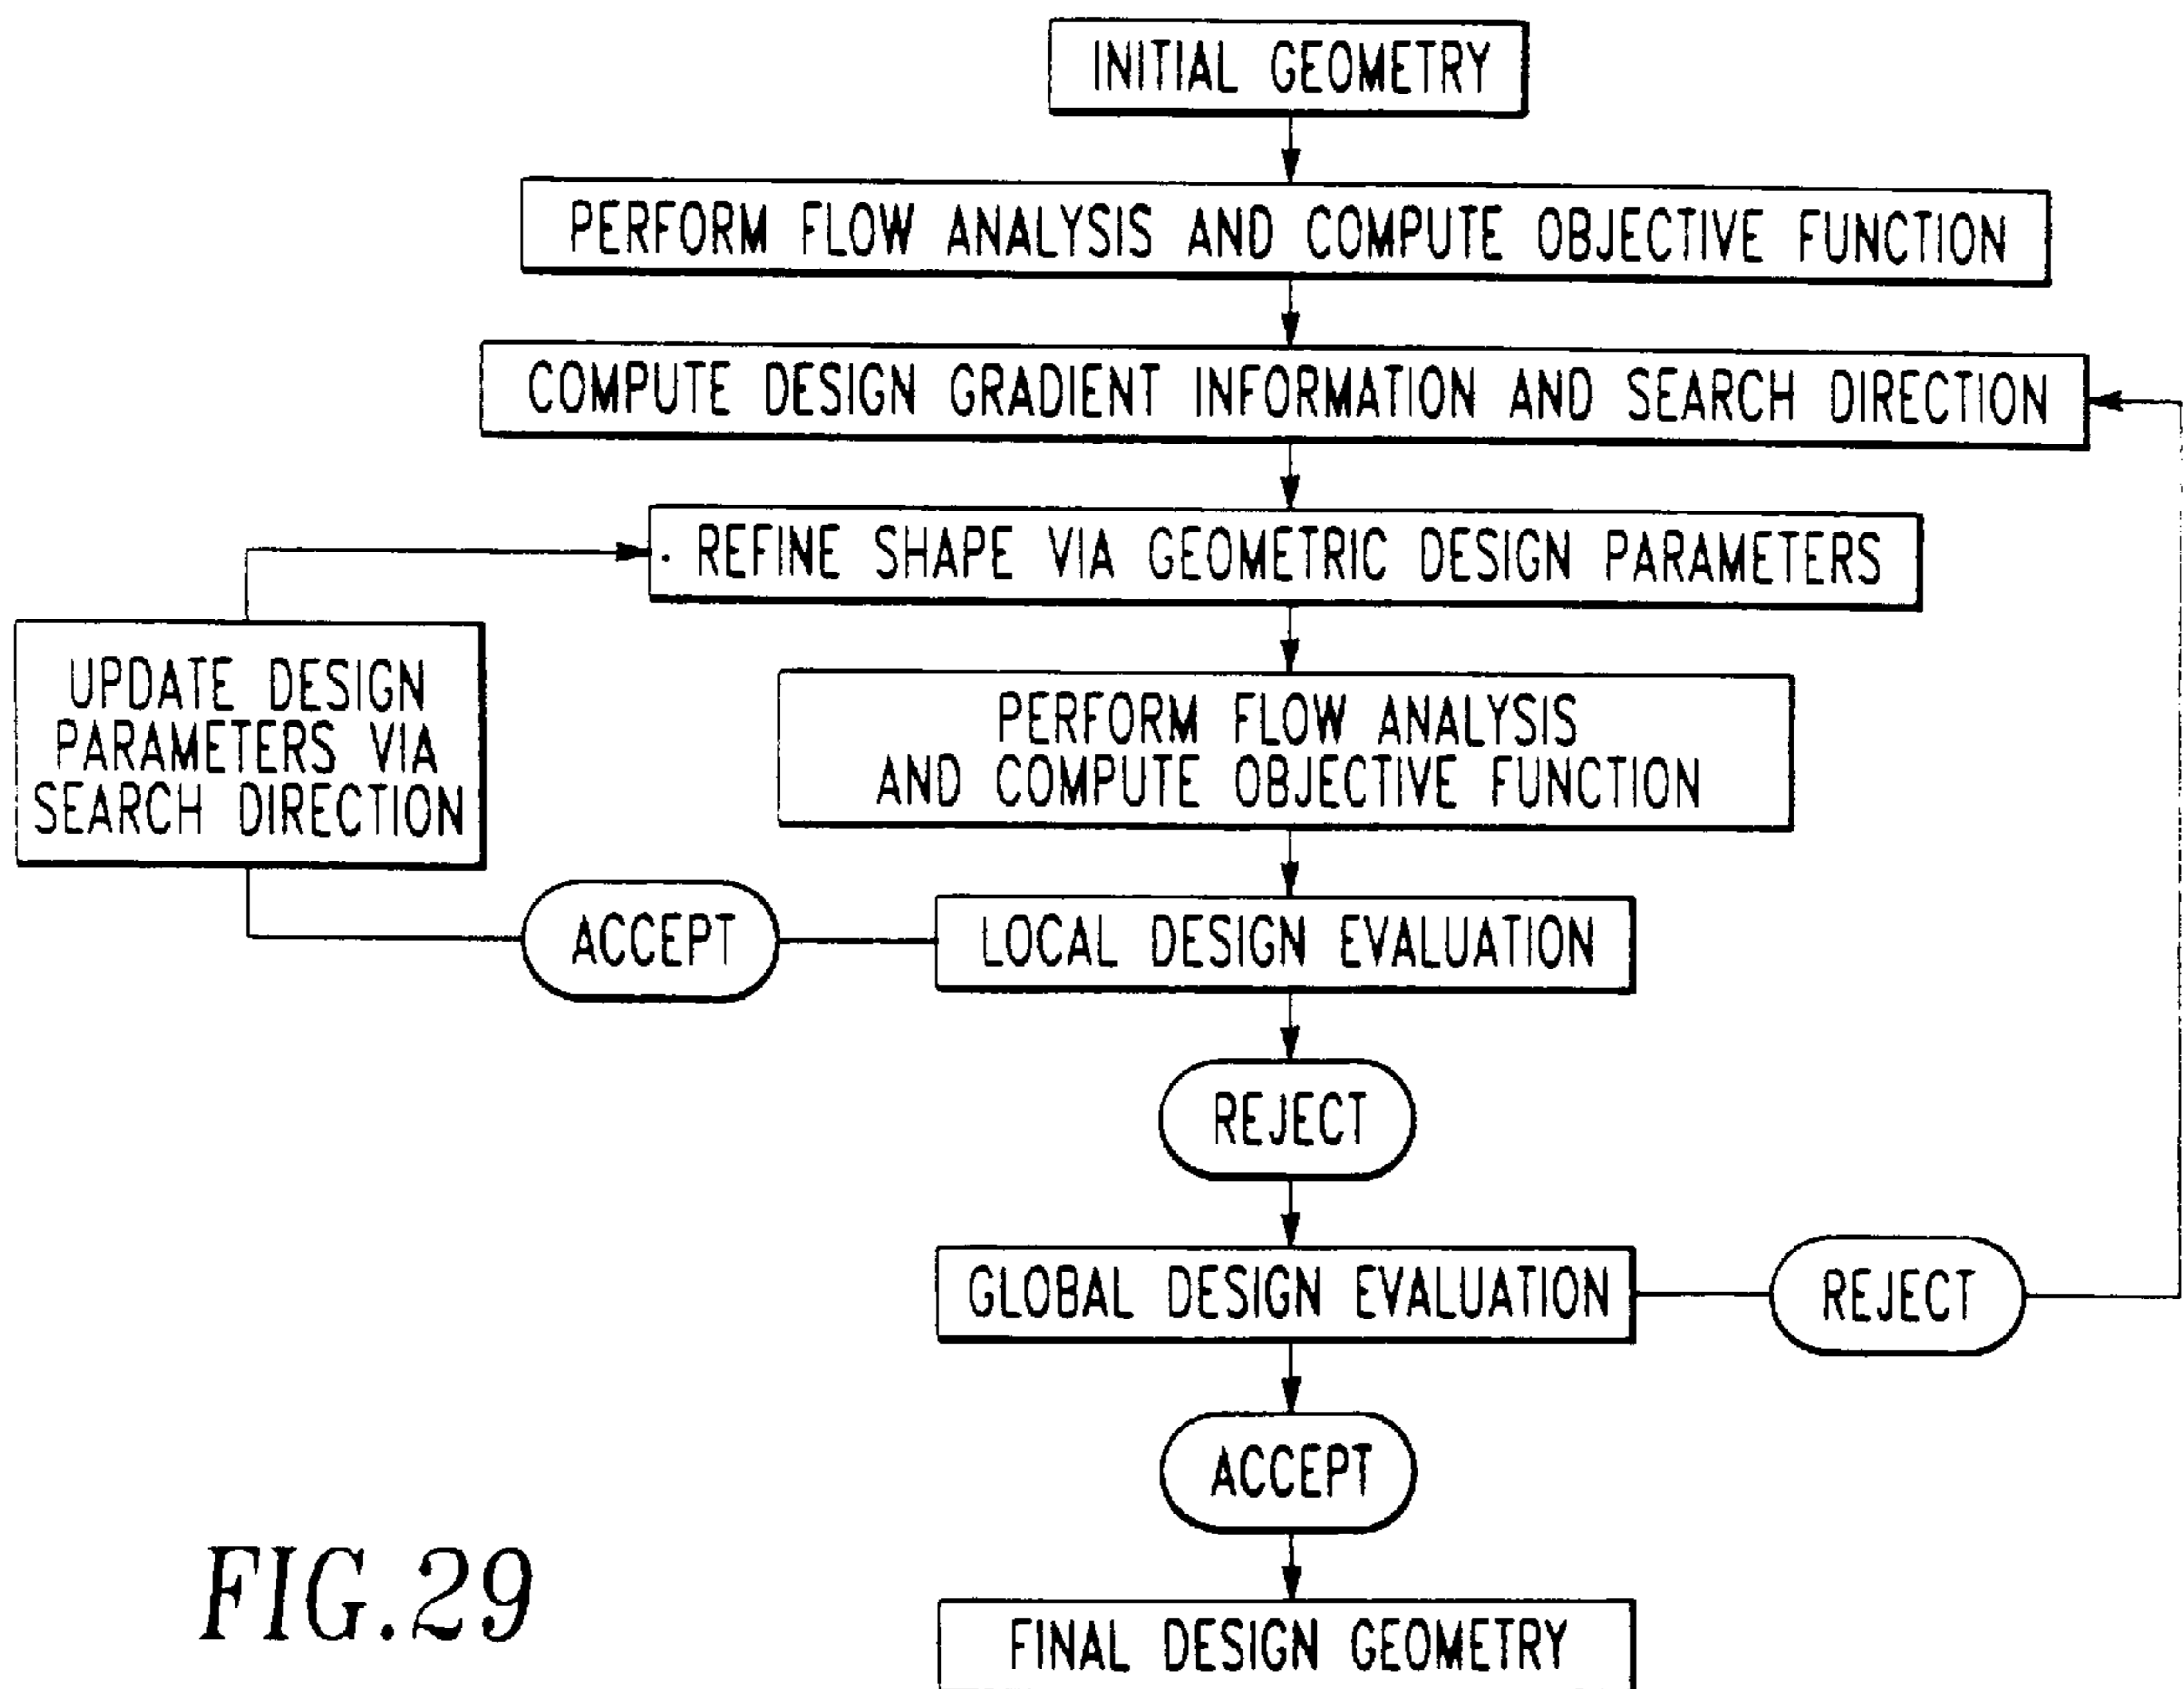 INITIAL GEOMETRY
PERFORM FLOW ANALYSIS AND COMPUTE OBJECTIVE FUNCTION
COMPUTE DESIGN GRADIENT INFORMATION AND SEARCH DIRECTION
. REFINE SHAPE VIA GEOMETRIC DESIGN PARAMETERS
UPDATE DESIGN
PARAMETERS VIA
SEARCH DIRECTION
PERFORM FLOW ANALYSIS
AND COMPUTE OBJECTIVE FUNCTION
ACCEPT
LOCAL DESIGN EVALUATION
REJECT
GLOBAL DESIGN EVALUATION
REJECT
ACCEPT
FINAL DESIGN GEOMETRY
FIG.29